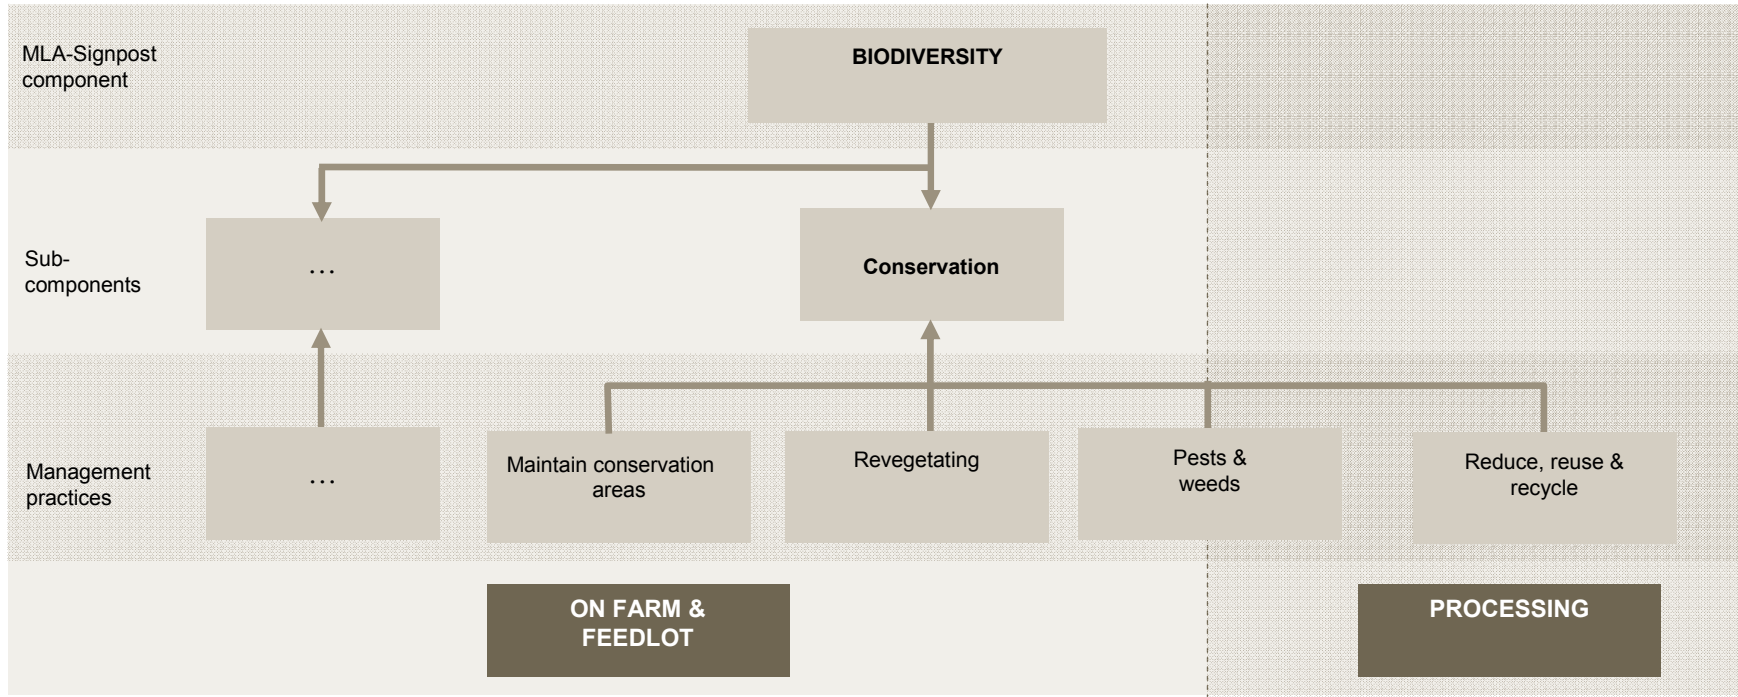 MLA-Signpost
component
BIODIVERSITY
Sub-
components
…
Conservation
Management
practices
…
Maintain conservation
areas
Revegetating
Pests &
weeds
Reduce, reuse &
recycle
ON FARM &
FEEDLOT
PROCESSING